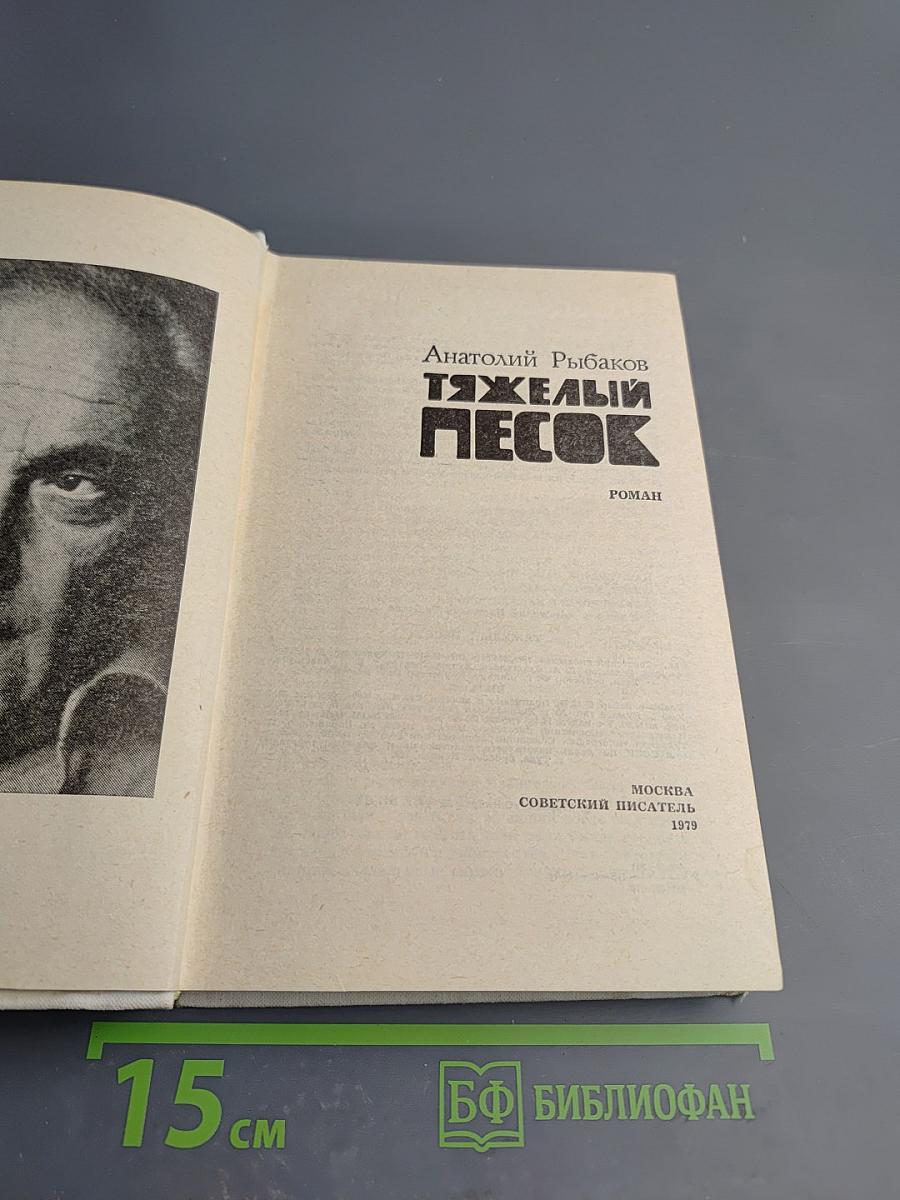 Анатолий Рыбаков
ТЯЖЕЛЫЙ
ПЕСОК
РОМАН
МОСКВА
СОВЕТСКИЙ ПИСАТЕЛЬ
1979
15 СМ
БФ БИБЛИОФАН